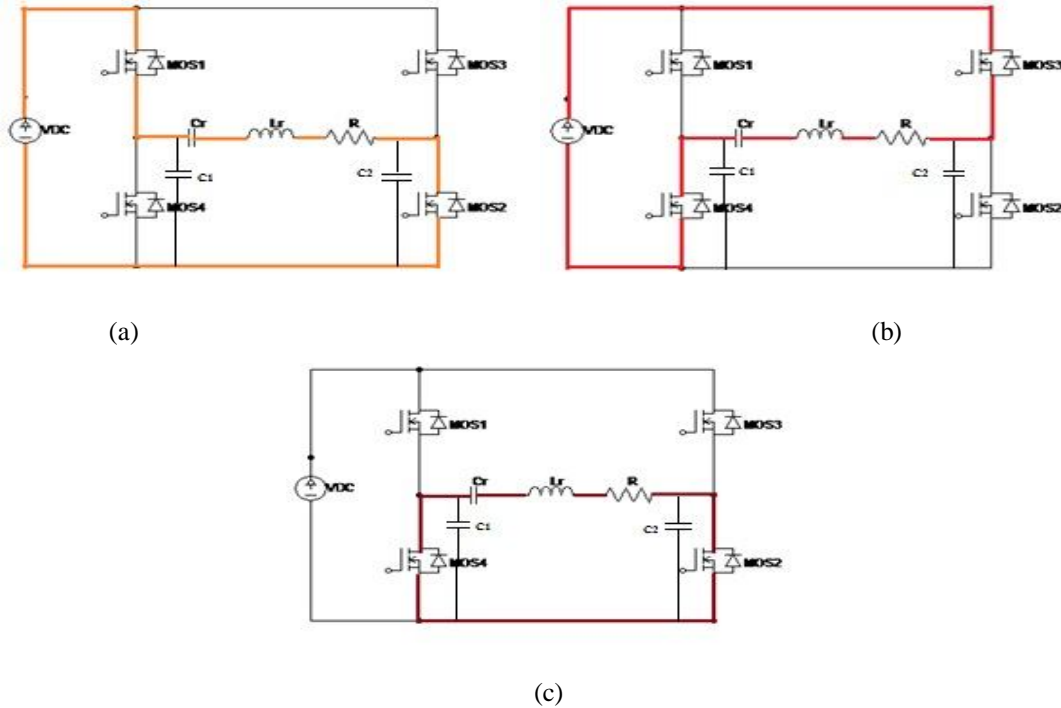 MOS1
MOS3
VDC
Cr
Lr
R
C1
C2
MOS4
MOS2
(a)
MOS1
MOS3
VDC
Cr
Lr
R
C1
C2
MOS4
MOS2
(b)
MOS1
MOS3
VDC
Cr
Lr
R
C1
C2
MOS4
MOS2
(c)